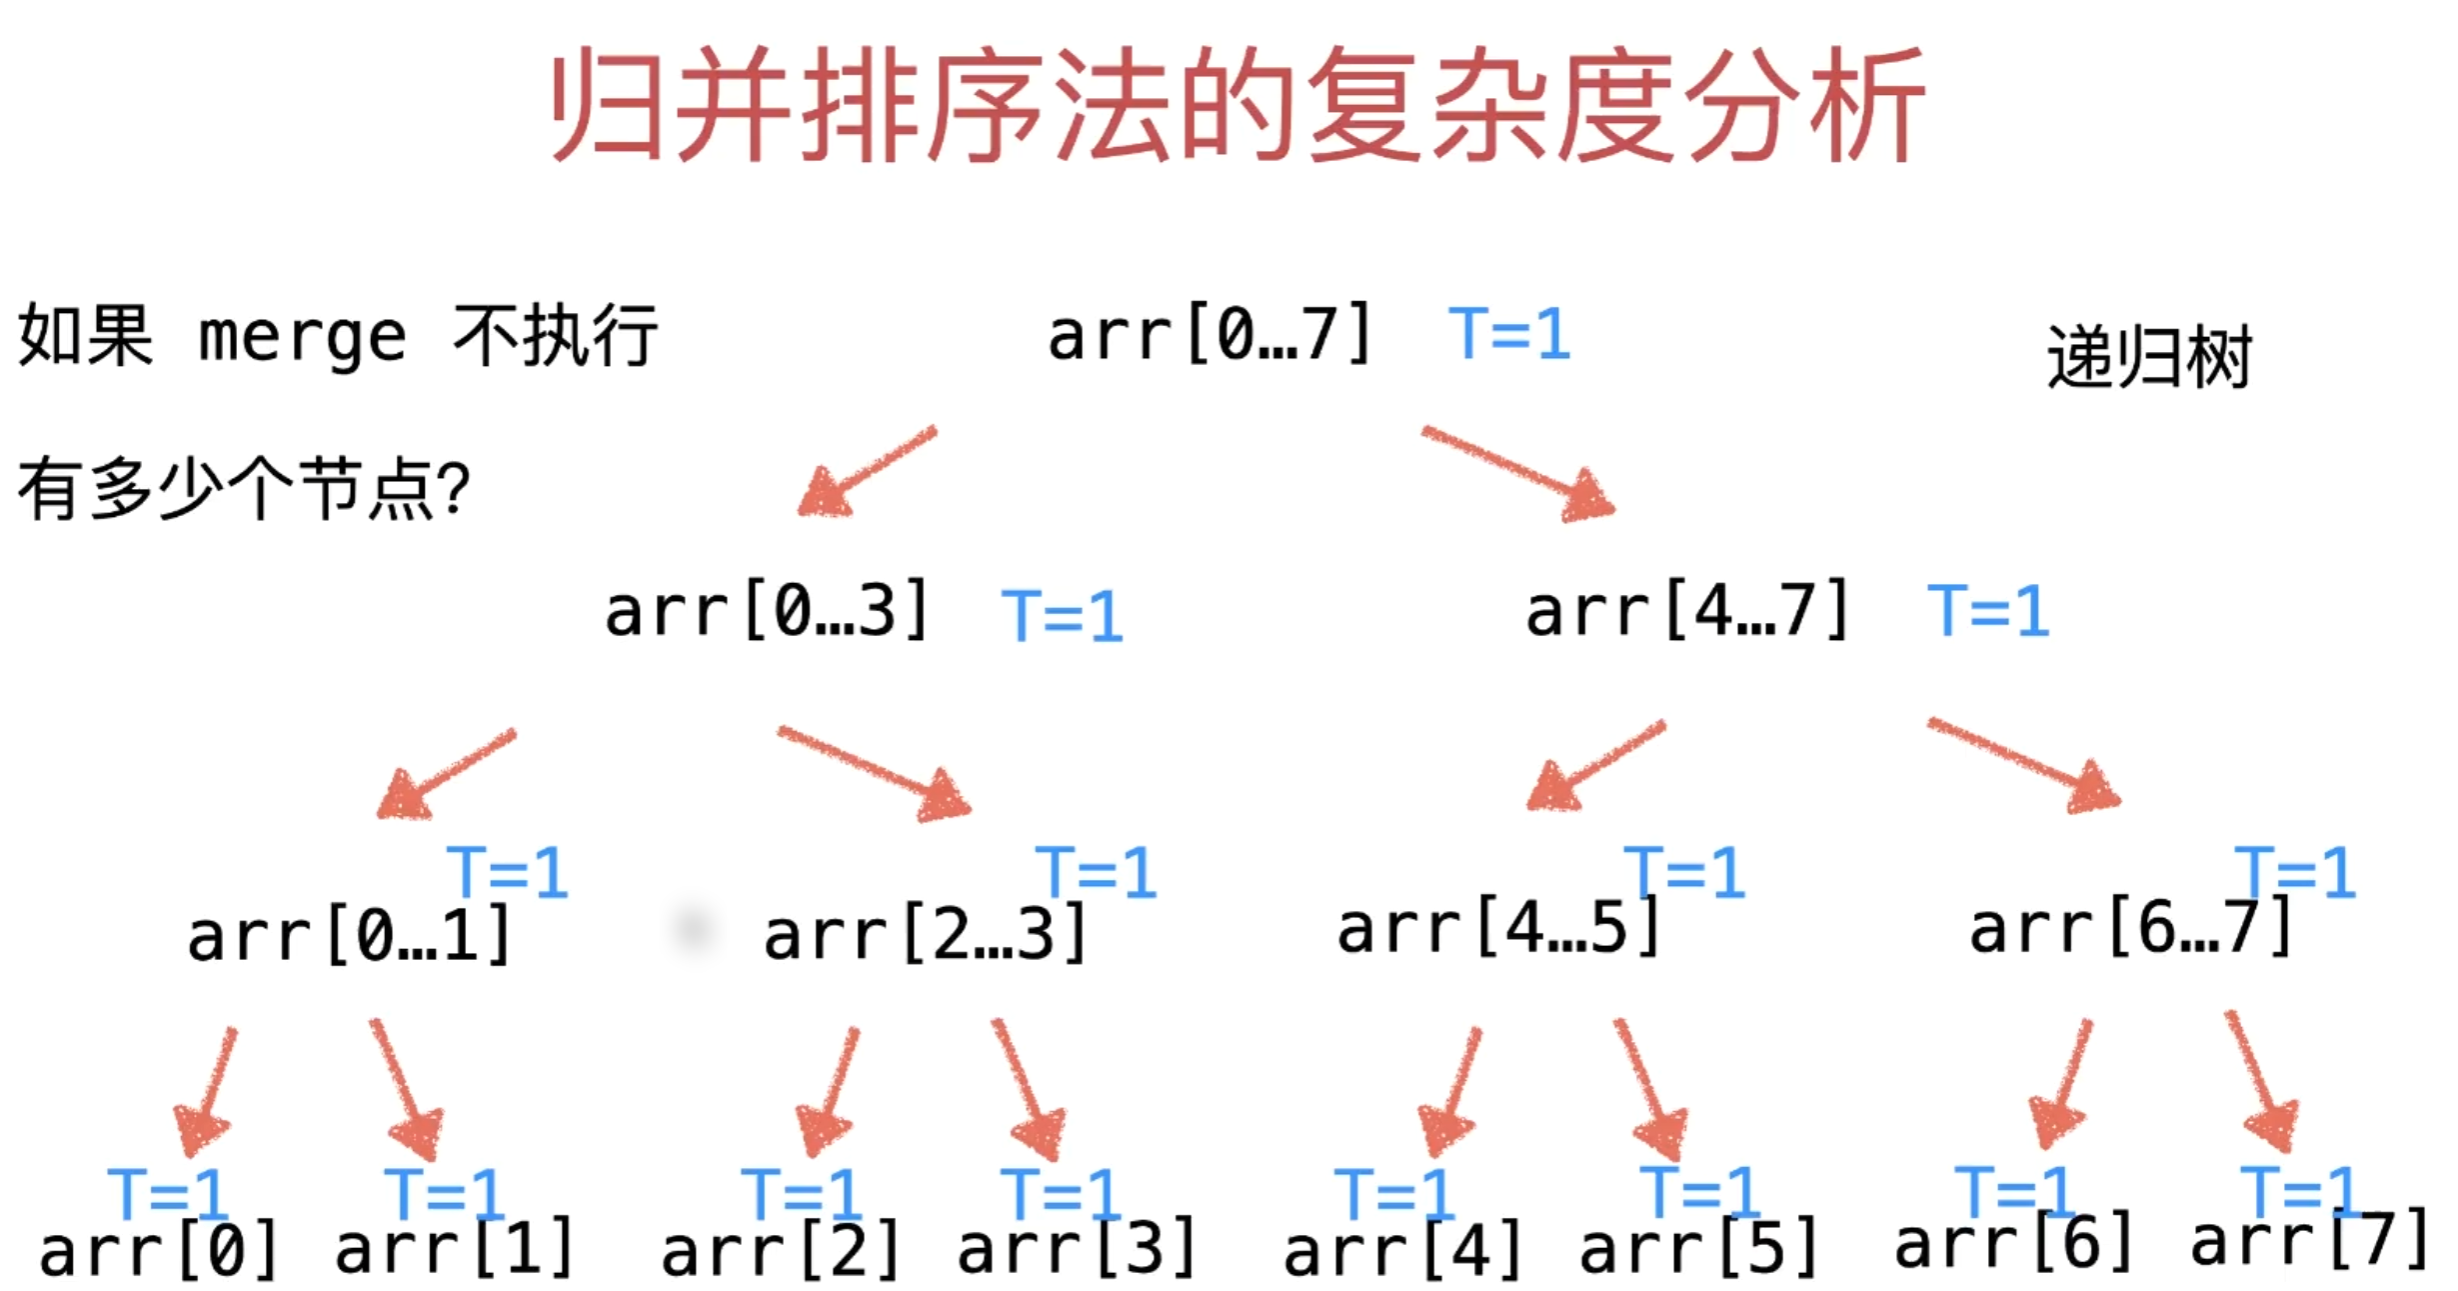 归并排序法的复杂度分析
如果 merge 不执行
arr[0…7] T=1
递归树
有多少个节点?
arr[0…3] T=1
arr[4…7] T=1
T=1
arr[0…1]
T=1
arr[2…3]
T=1
arr[4…5]
T=1
arr[6…7]
T=1
arr[0]
T=1
arr[1]
T=1
arr[2]
T=1
arr[3]
T=1
arr[4]
T=1
arr[5]
T=1
arr[6]
T=1
arr[7]